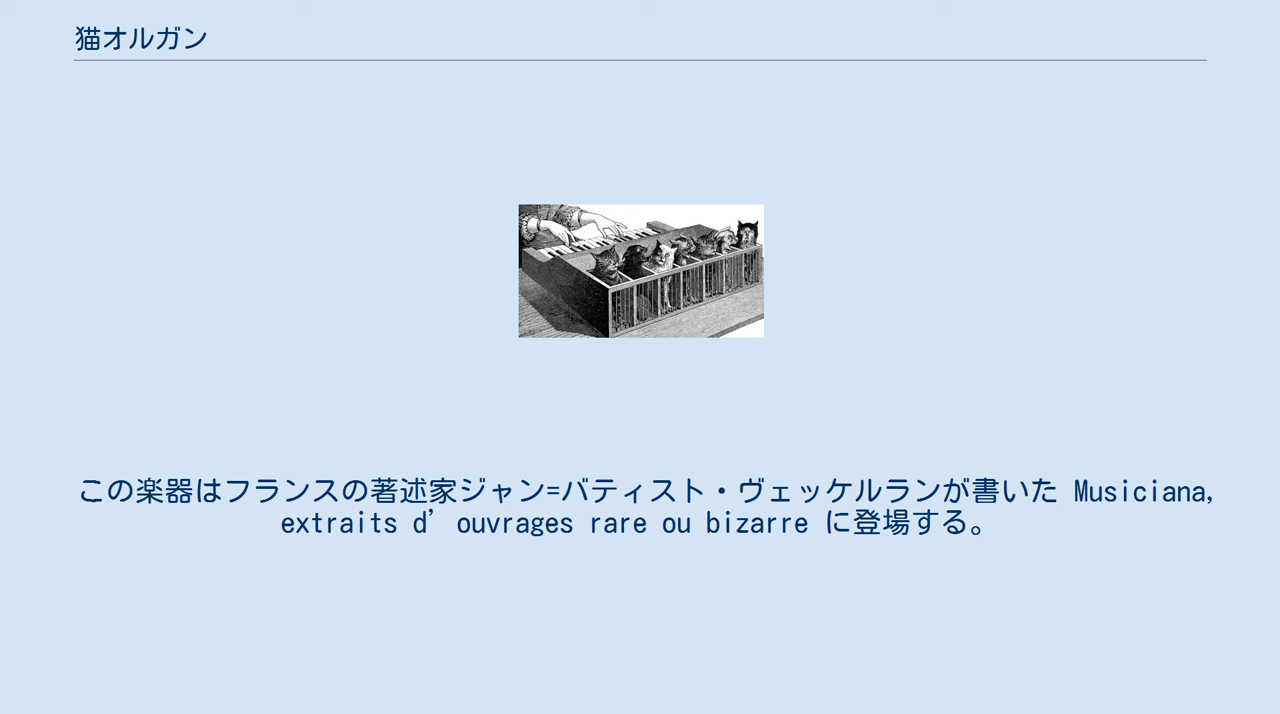 猫オルガン
この楽器はフランスの著述家ジャン=バティスト・ヴェッケルランが書いた Musiciana,
extraits d’ouvrages rare ou bizarre に登場する。